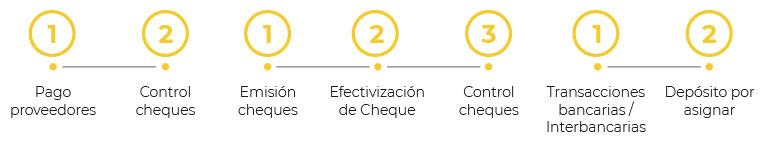 1 2 1 2 3 1 2
Pago Control Emisión Efectivización Control Transacciones Depósito por
proveedores cheques cheques de Cheque cheques bancarias / asignar
Interbancarias